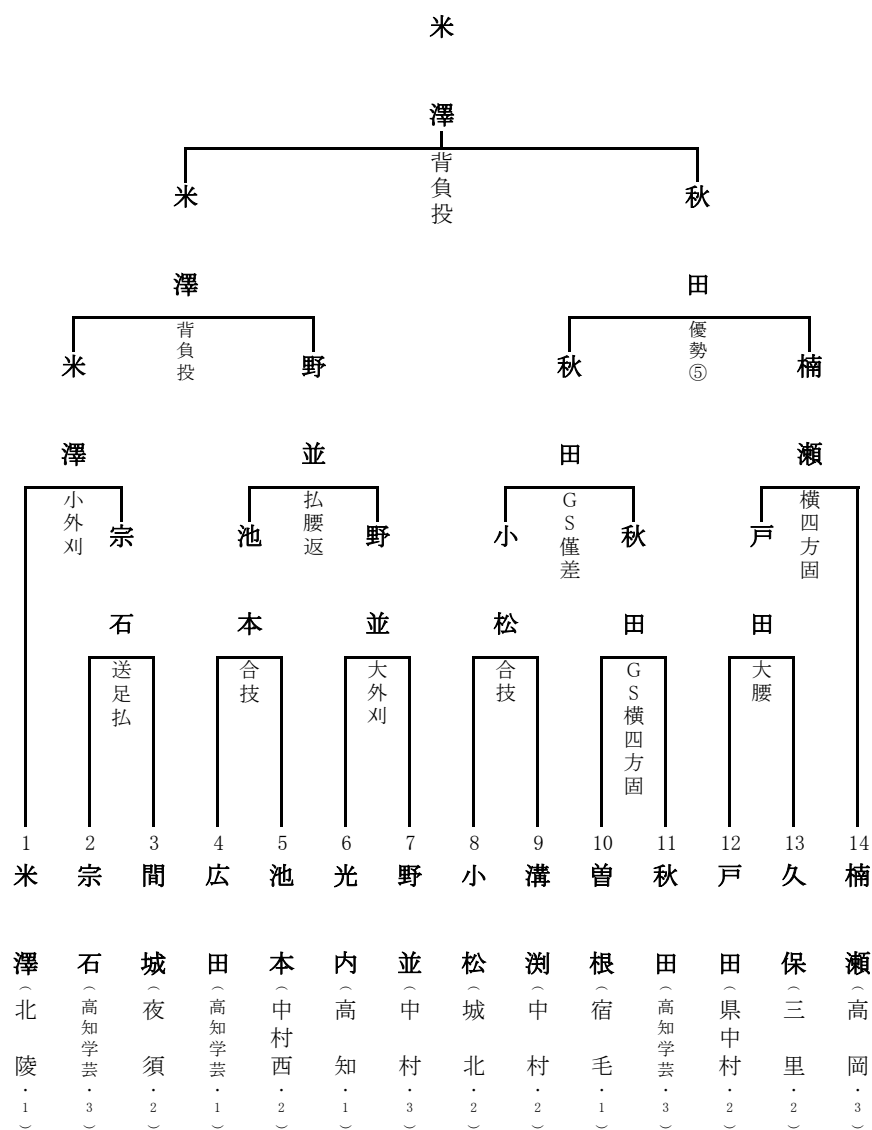 米澤
背負投
米澤
秋田
背負投
優勢⑤
米澤
野並
秋田
楠瀬
小外刈
払腰返
GS僅差
横四方固
宗石
池本
野並
小松
秋田
戸田
送足払
合技
大外刈
合技
GS横四方固
大腰
1 米澤（北陵・1）
2 宗石（高知学芸・3）
3 間城（夜須・2）
4 広田（高知学芸・1）
5 池本（中村西・2）
6 光内（高知・1）
7 野並（中村・3）
8 小松（城北・2）
9 溝渕（中村・2）
10 曽根（宿毛・1）
11 秋田（高知学芸・3）
12 戸田（県中村・2）
13 久保（三里・2）
14 楠瀬（高岡・3）